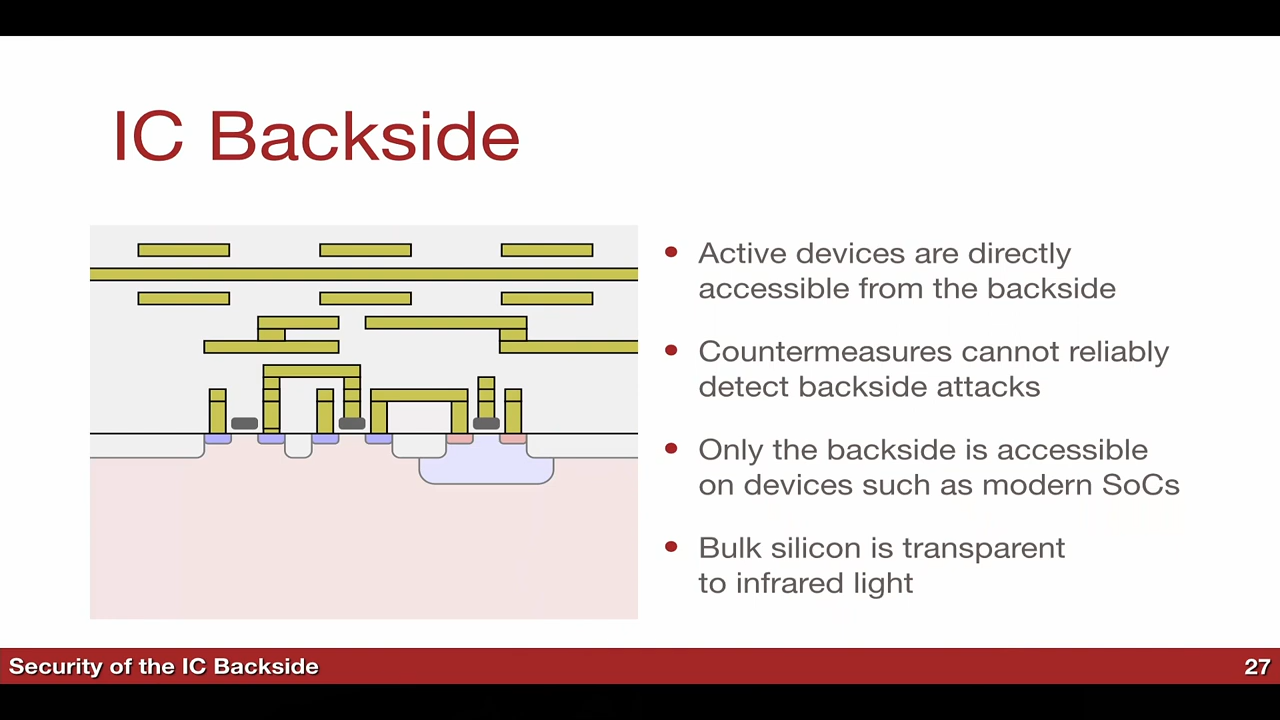 IC Backside
Active devices are directly
accessible from the backside
Countermeasures cannot reliably
detect backside attacks
Only the backside is accessible
on devices such as modern SoCs
Bulk silicon is transparent
to infrared light
Security of the IC Backside
27